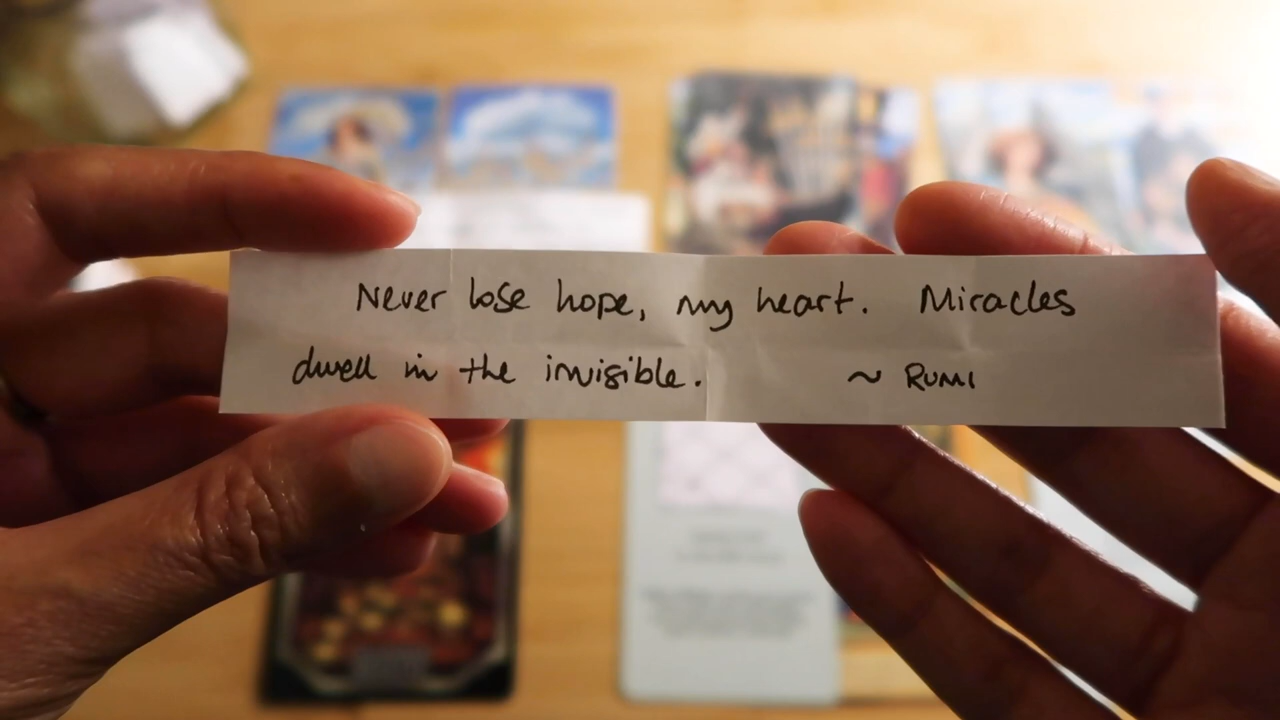 Never lose hope, my heart. Miracles
dwell in the invisible. ~ RUMI